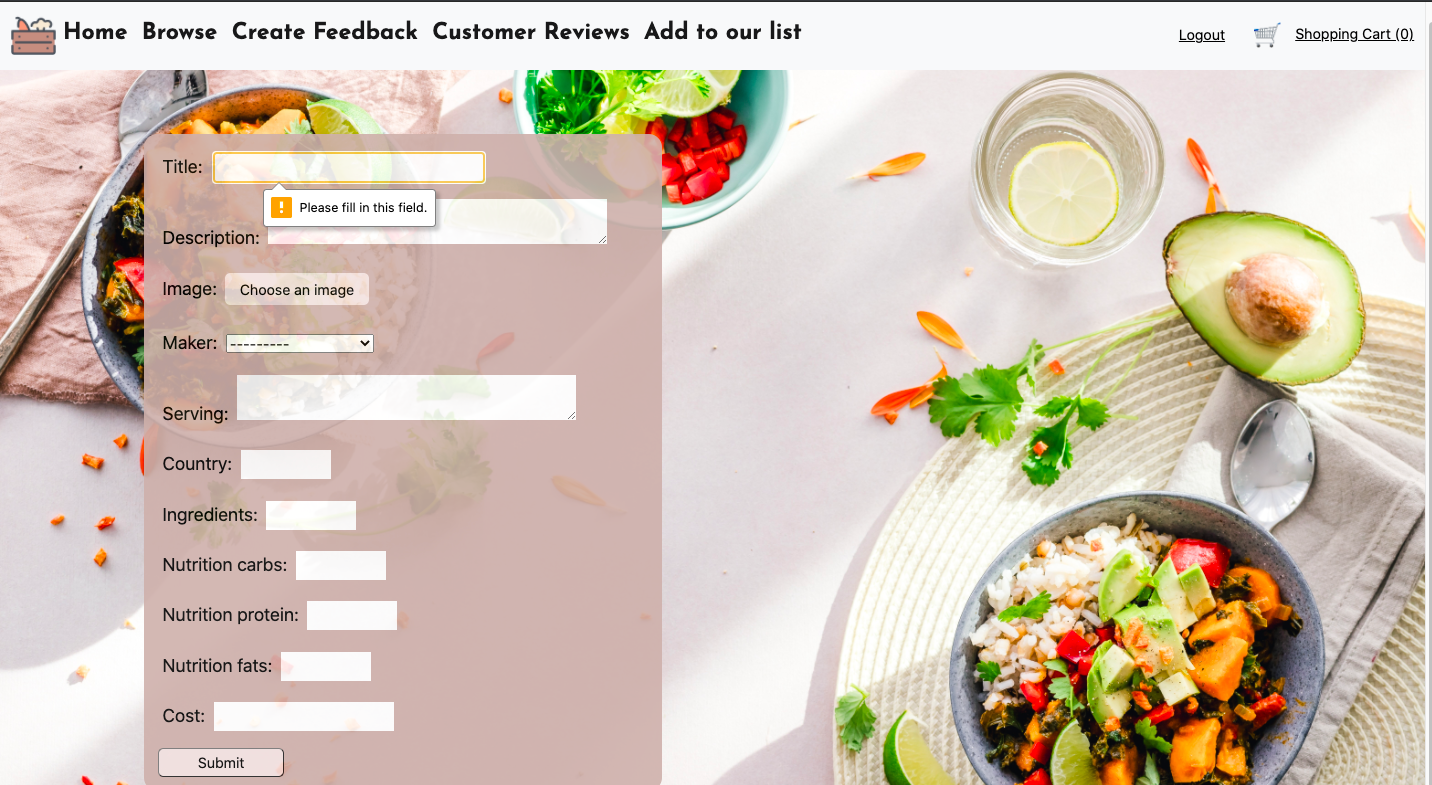 Home Browse Create Feedback Customer Reviews Add to our list
Logout
Shopping Cart (0)
Title:
! Please fill in this field.
Description:
Image: Choose an image
Maker: ---------
Serving:
Country:
Ingredients:
Nutrition carbs:
Nutrition protein:
Nutrition fats:
Cost:
Submit